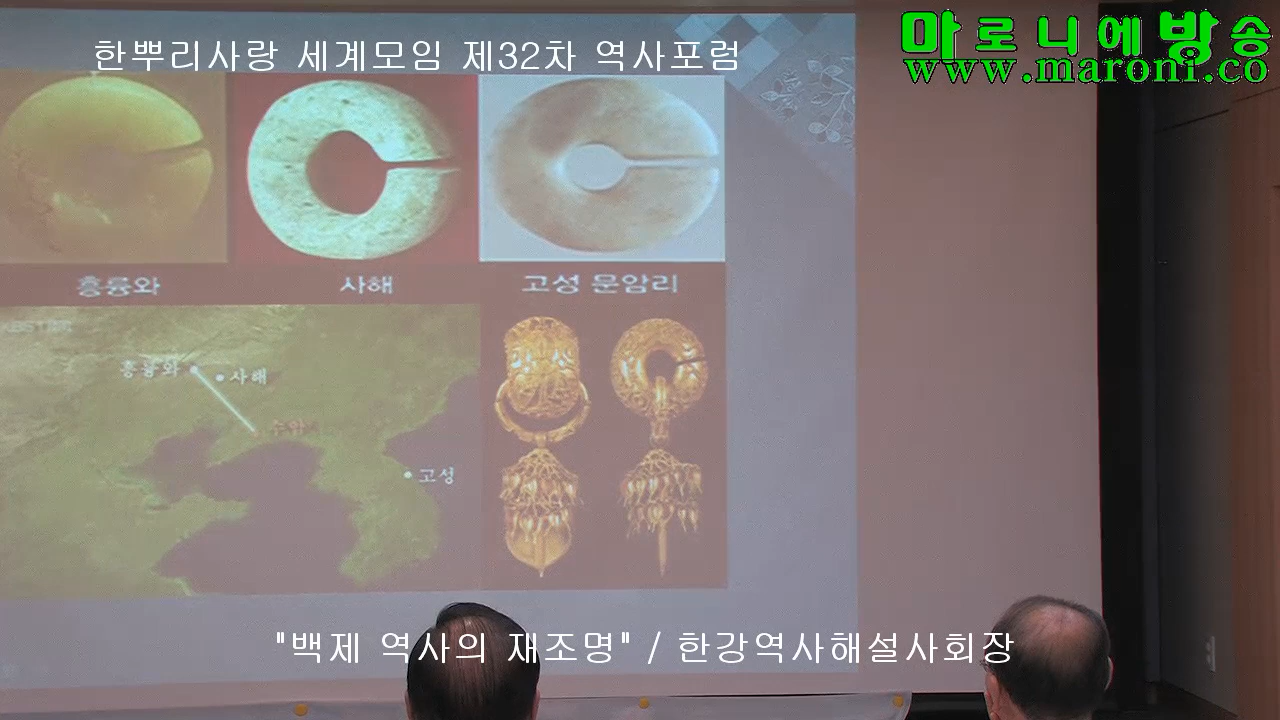 한뿌리사랑 세계모임 제32차 역사포럼
마로니에방송
www.maroni.co
흥륭와
사해
고성 문암리
흥륭와
사해
고성
"백제 역사의 재조명" / 한강역사해설사회장